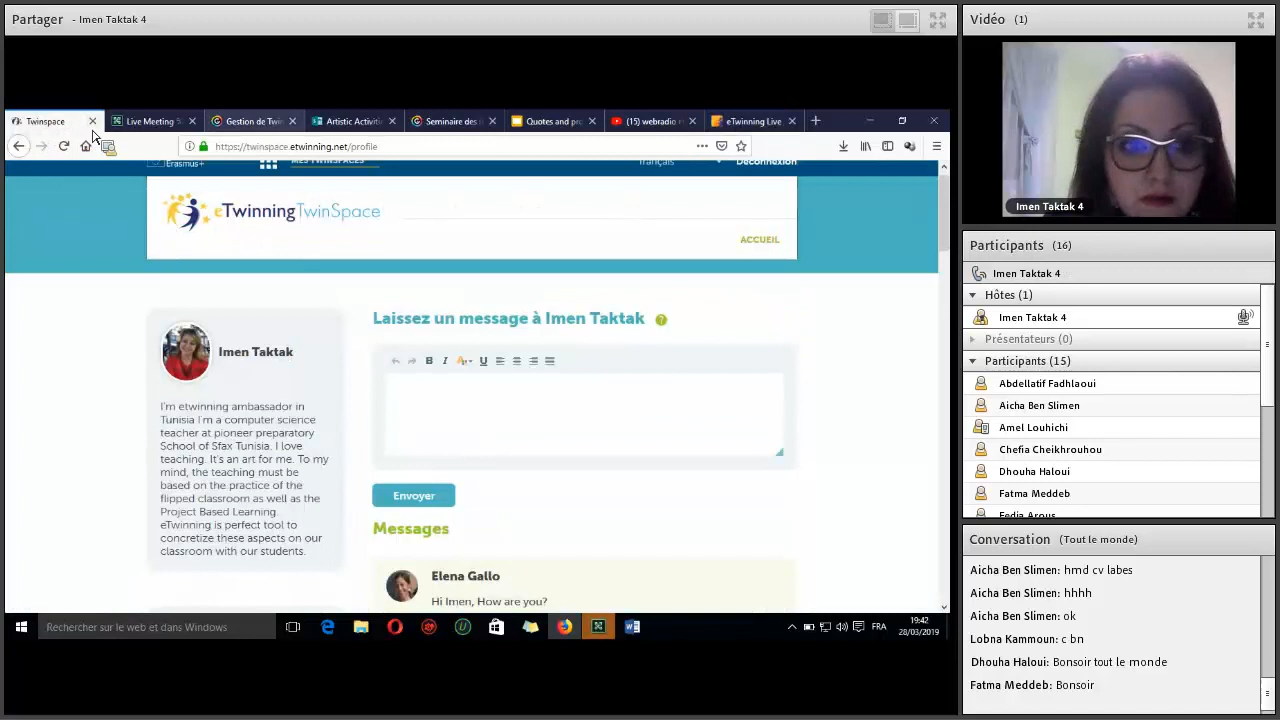 Partager - Imen Taktak 4
Twinspace
Live Meeting
Gestion de Twin
Artistic Activiti
Seminaire des
Quotes and pro
(15) webradio
eTwinning Live
https://twinspace.etwinning.net/profile
Erasmus+
MES TWINSPACES
français
Déconnexion
eTwinningTwinSpace
ACCUEIL
Imen Taktak
I'm etwinning ambassador in
Tunisia I'm a computer science
teacher at pioneer preparatory
School of Sfax Tunisia. I love
teaching. It's an art for me. To my
mind, the teaching must be
based on the practice of the
flipped classroom as well as the
Project Based Learning.
eTwinning is perfect tool to
concretize these aspects on our
classroom with our students.
Laissez un message à Imen Taktak ?
B I A U
Envoyer
Messages
Elena Gallo
Hi Imen, How are you?
Rechercher sur le web et dans Windows
FRA
19:42
28/03/2019
Vidéo (1)
Imen Taktak 4
Participants (16)
Imen Taktak 4
Hôtes (1)
Imen Taktak 4
Présentateurs (0)
Participants (15)
Abdellatif Fadhlaoui
Aicha Ben Slimen
Amel Louhichi
Chefia Cheikhrouhou
Dhouha Haloui
Fatma Meddeb
Fedia Arous
Conversation (Tout le monde)
Aicha Ben Slimen: hmd cv labes
Aicha Ben Slimen: hhhh
Aicha Ben Slimen: ok
Lobna Kammoun: c bn
Dhouha Haloui: Bonsoir tout le monde
Fatma Meddeb: Bonsoir